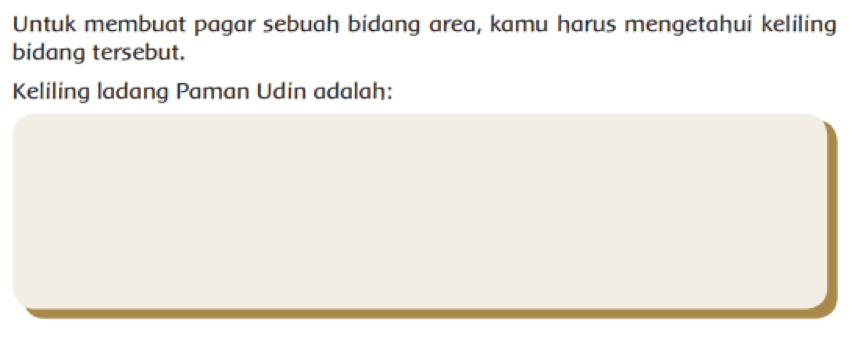 Untuk membuat pagar sebuah bidang area, kamu harus mengetahui keliling
bidang tersebut.
Keliling ladang Paman Udin adalah: